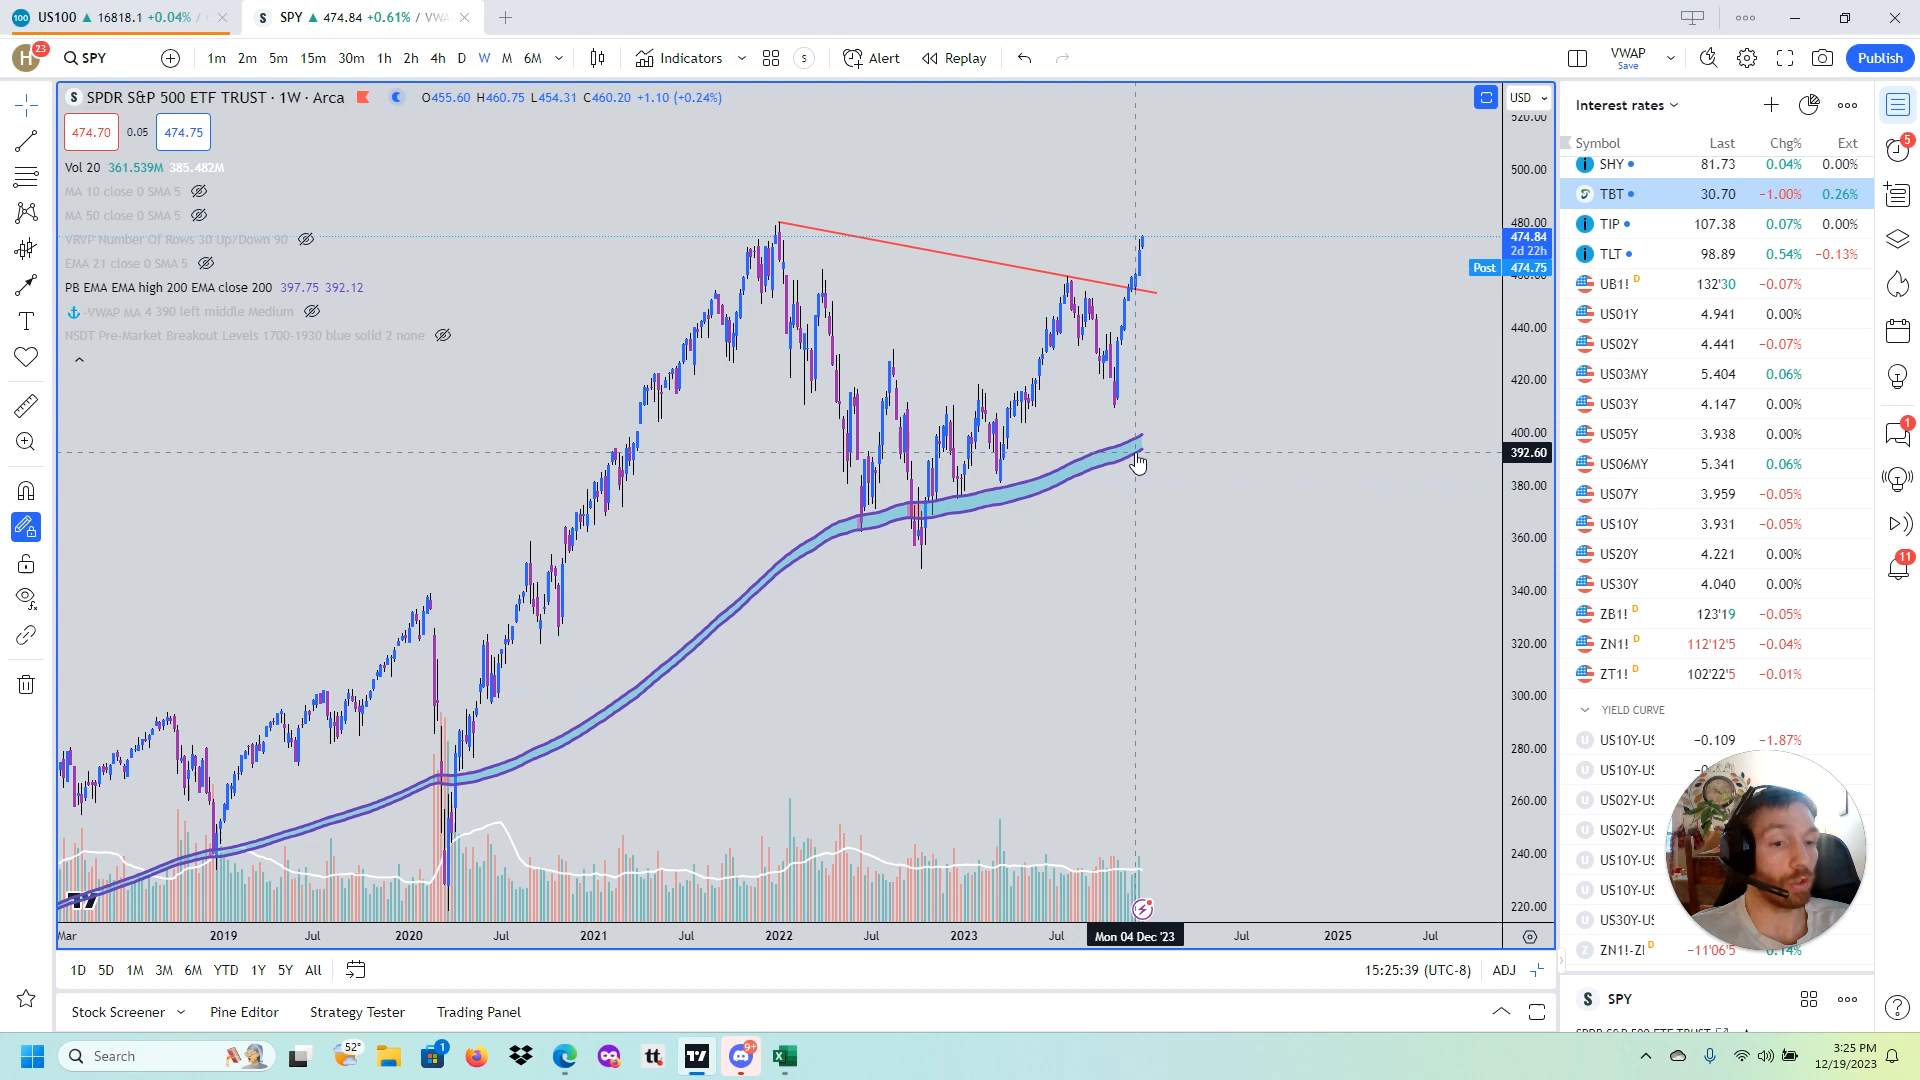 US100 ▲ 16818.1 +0.04% /
SPY ▲ 474.84 +0.61% / VWA
H 23 SPY 1m 2m 5m 15m 30m 1h 2h 4h D W M 6M Indicators S Alert Replay VWAP Save Publish
SPDR S&P 500 ETF TRUST · 1W · Arca O455.60 H460.75 L454.31 C460.20 +1.10 (+0.24%)
474.70 0.05 474.75
Vol 20 361.539M 385.482M
MA 10 close 0 SMA 5
MA 50 close 0 SMA 5
VRVP Number Of Rows 30 Up/Down 90
EMA 21 close 0 SMA 5
PB EMA EMA high 200 EMA close 200 397.75 392.12
-VWAP MA 4 390 left middle Medium
NSDT Pre-Market Breakout Levels 1700-1930 blue solid 2 none
USD
520.00
500.00
480.00
474.84
2d 22h
Post 474.75
460.00
440.00
420.00
400.00
392.60
380.00
360.00
340.00
320.00
300.00
280.00
260.00
240.00
220.00
Mar 2019 Jul 2020 Jul 2021 Jul 2022 Jul 2023 Jul Mon 04 Dec '23 Jul 2025 Jul
1D 5D 1M 3M 6M YTD 1Y 5Y All 15:25:39 (UTC-8) ADJ
Stock Screener Pine Editor Strategy Tester Trading Panel
Interest rates
Symbol Last Chg% Ext
SHY 81.73 0.04% 0.00%
TBT 30.70 −1.00% 0.26%
TIP 107.38 0.07% 0.00%
TLT 98.89 0.54% −0.13%
UB1! D 132'30 −0.07%
US01Y 4.941 0.00%
US02Y 4.441 −0.07%
US03MY 5.404 0.06%
US03Y 4.147 0.00%
US05Y 3.938 0.00%
US06MY 5.341 0.06%
US07Y 3.959 −0.05%
US10Y 3.931 −0.05%
US20Y 4.221 0.00%
US30Y 4.040 0.00%
ZB1! D 123'19 −0.05%
ZN1! D 112'12'5 −0.04%
ZT1! D 102'22'5 −0.01%
YIELD CURVE
US10Y-US −0.109 −1.87%
US10Y-US
US02Y-US
US02Y-US
US10Y-US
US10Y-US
US30Y-US
ZN1!-Z D −11'06'5 0.14%
SPY
5
1
11
Search 52° 1 tt 9+ 3:25 PM
12/19/2023